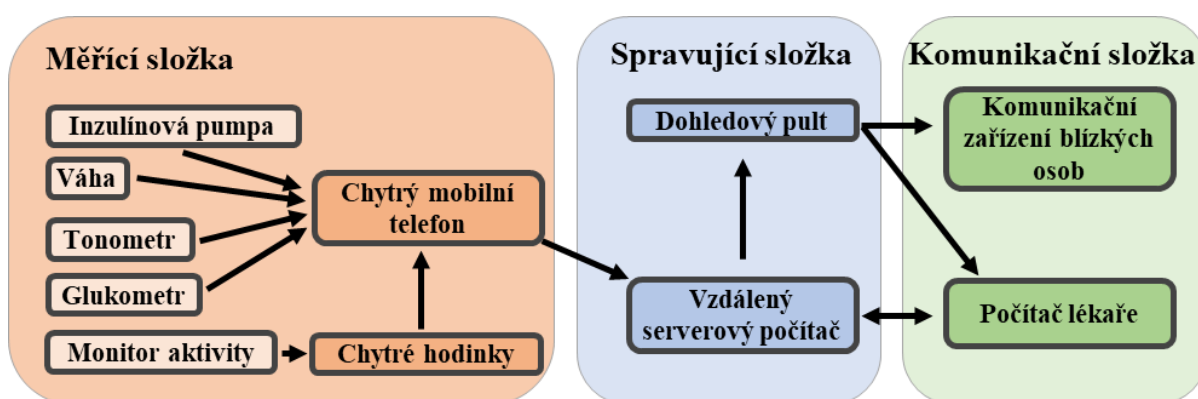 Měřící složka
Inzulínová pumpa
Váha
Tonometr
Glukometr
Monitor aktivity
Chytrý mobilní
telefon
Chytré hodinky
Spravující složka
Dohledový pult
Vzdálený
serverový počítač
Komunikační složka
Komunikační
zařízení blízkých
osob
Počítač lékaře